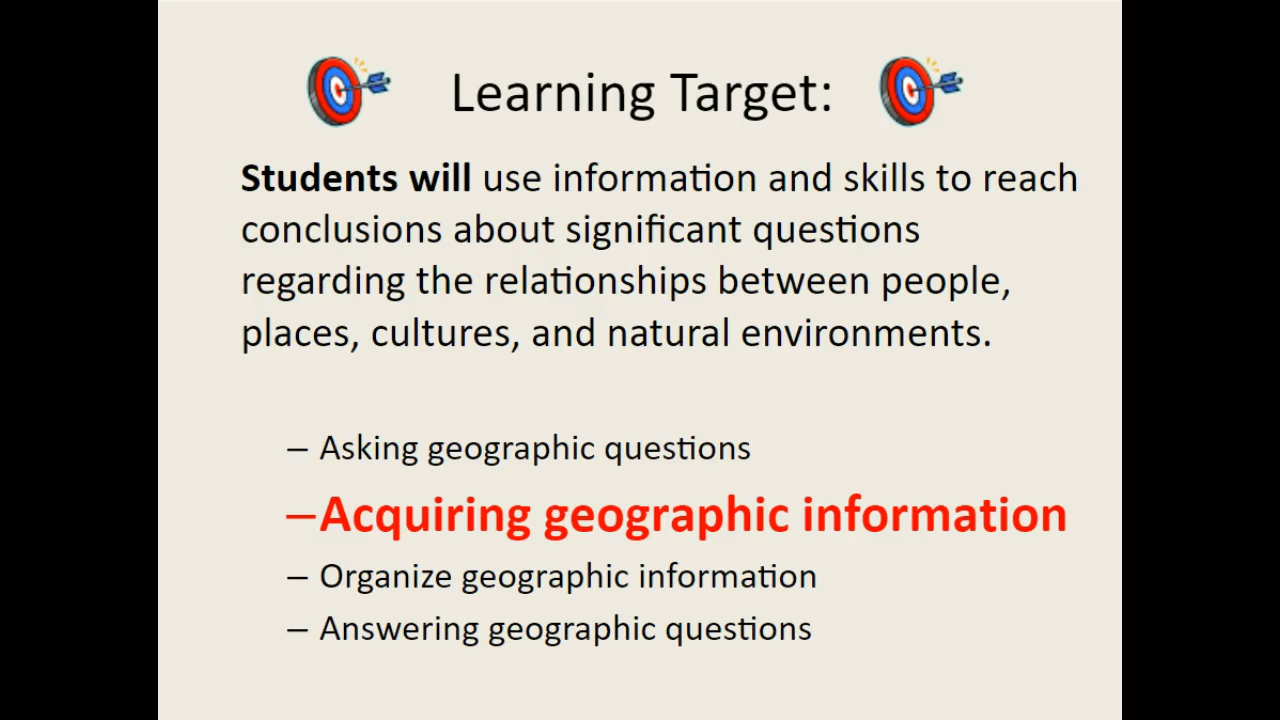 Learning Target:
Students will use information and skills to reach
conclusions about significant questions
regarding the relationships between people,
places, cultures, and natural environments.
– Asking geographic questions
–Acquiring geographic information
– Organize geographic information
– Answering geographic questions